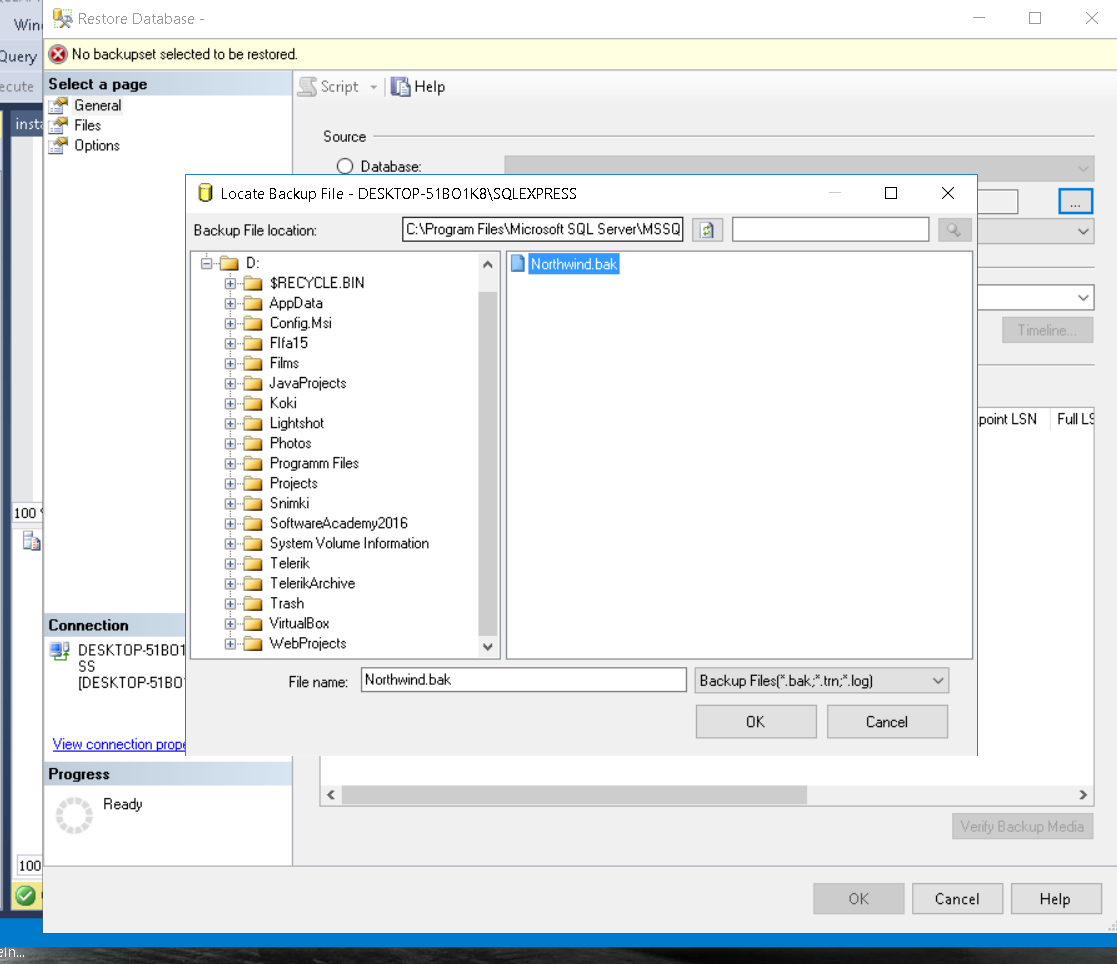 Restore Database -
Wind
No backupset selected to be restored.
Query
ecute
Select a page
General
Files
Options
Script
Help
insta
Source
Database:
...
Locate Backup File - DESKTOP-51BO1K8\SQLEXPRESS
Backup File location:
C:\Program Files\Microsoft SQL Server\MSSQ
D:
$RECYCLE.BIN
AppData
Config.Msi
FIfa15
Films
JavaProjects
Koki
Lightshot
Photos
Programm Files
Projects
Snimki
SoftwareAcademy2016
System Volume Information
Telerik
TelerikArchive
Trash
VirtualBox
WebProjects
Northwind.bak
Timeline...
point LSN
Full LS
100 %
File name:
Northwind.bak
Backup Files(*.bak;*.trn;*.log)
OK
Cancel
Connection
DESKTOP-51BO1
SS
[DESKTOP-51BO1
View connection prope
Progress
Ready
Verify Backup Media
100
OK
Cancel
Help
eIn...